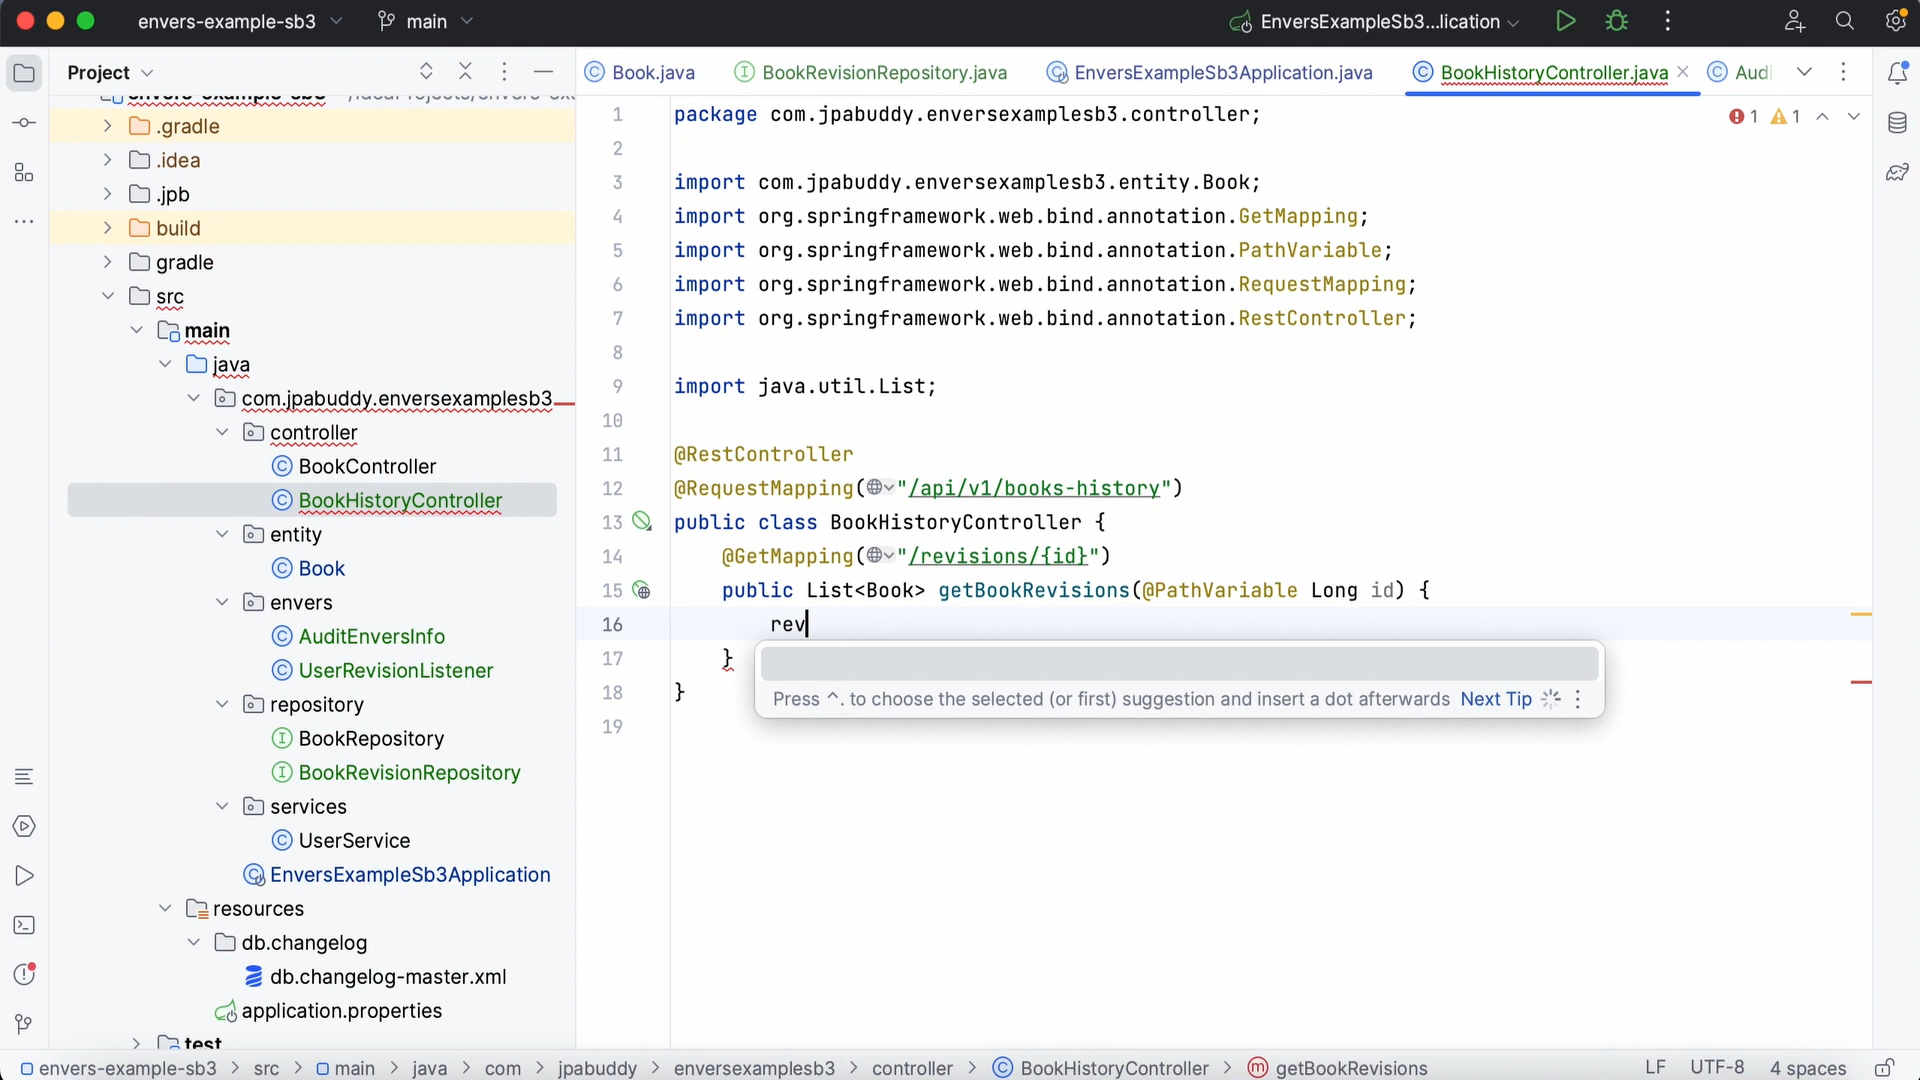 envers-example-sb3
main
EnversExampleSb3...lication
Project
Book.java
BookRevisionRepository.java
EnversExampleSb3Application.java
BookHistoryController.java
Audi
.gradle
.idea
.jpb
build
gradle
src
main
java
com.jpabuddy.enversexamplesb3
controller
BookController
BookHistoryController
entity
Book
envers
AuditEnversInfo
UserRevisionListener
repository
BookRepository
BookRevisionRepository
services
UserService
EnversExampleSb3Application
resources
db.changelog
db.changelog-master.xml
application.properties
test
1 package com.jpabuddy.enversexamplesb3.controller;
2
3 import com.jpabuddy.enversexamplesb3.entity.Book;
4 import org.springframework.web.bind.annotation.GetMapping;
5 import org.springframework.web.bind.annotation.PathVariable;
6 import org.springframework.web.bind.annotation.RequestMapping;
7 import org.springframework.web.bind.annotation.RestController;
8
9 import java.util.List;
10
11 @RestController
12 @RequestMapping("/api/v1/books-history")
13 public class BookHistoryController {
14 @GetMapping("/revisions/{id}")
15 public List<Book> getBookRevisions(@PathVariable Long id) {
16 rev
17 }
18 }
19
1 1
Press ^. to choose the selected (or first) suggestion and insert a dot afterwards Next Tip
envers-example-sb3 > src > main > java > com > jpabuddy > enversexamplesb3 > controller > BookHistoryController > getBookRevisions
LF UTF-8 4 spaces